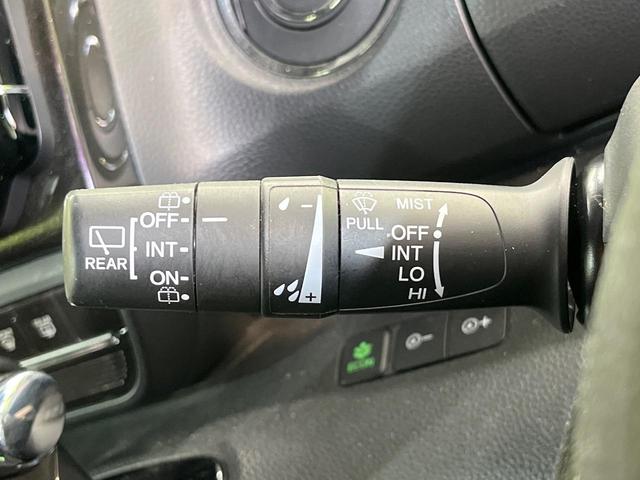 OFF
INT
ON
REAR
PULL
MIST
OFF
INT
LO
HI
ECON